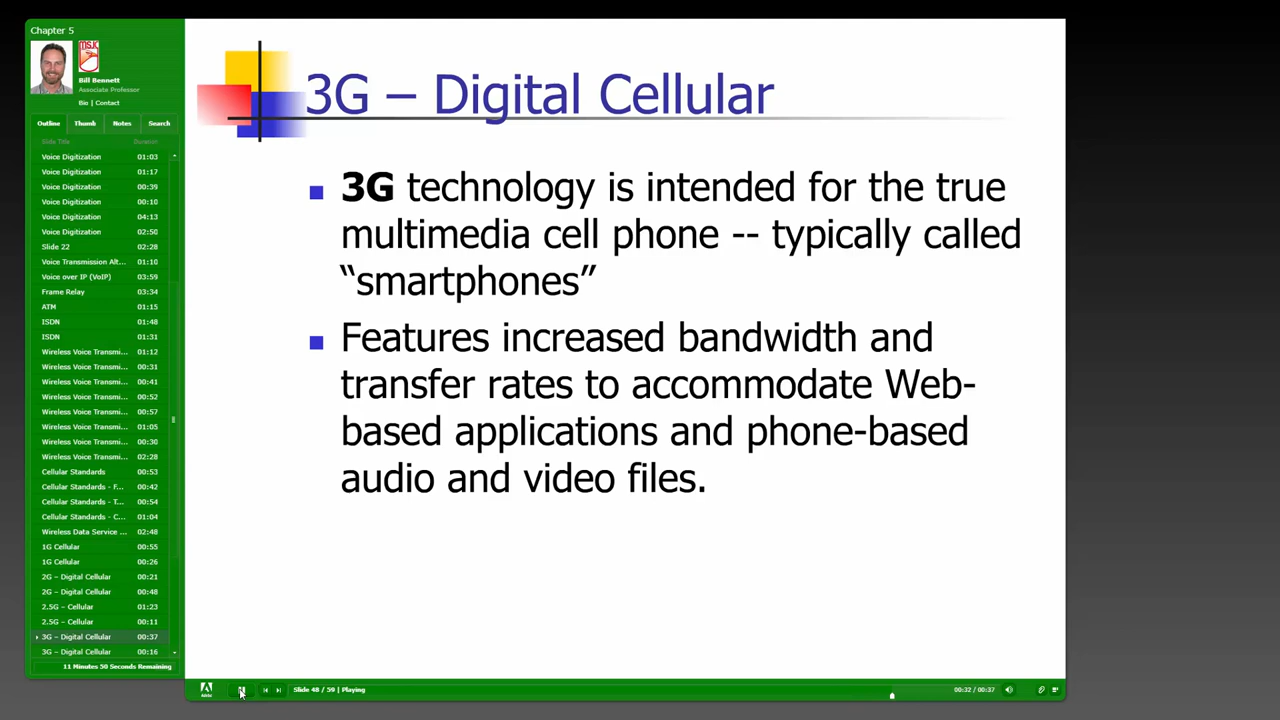 Chapter 5
Bill Bennett
Associate Professor
Bio | Contact
Outline Thumb Notes Search
Slide Title Duration
Voice Digitization 01:03
Voice Digitization 01:17
Voice Digitization 00:39
Voice Digitization 00:10
Voice Digitization 04:13
Voice Digitization 02:50
Slide 22 02:28
Voice Transmission Alt... 01:10
Voice over IP (VoIP) 03:59
Frame Relay 03:34
ATM 01:15
ISDN 01:48
ISDN 01:31
Wireless Voice Transmi... 01:12
Wireless Voice Transmi... 00:31
Wireless Voice Transmi... 00:41
Wireless Voice Transmi... 00:52
Wireless Voice Transmi... 00:57
Wireless Voice Transmi... 01:05
Wireless Voice Transmi... 00:30
Wireless Voice Transmi... 02:28
Cellular Standards 00:53
Cellular Standards - F... 00:42
Cellular Standards - T... 00:54
Cellular Standards - C... 01:04
Wireless Data Service ... 02:48
1G Cellular 00:55
1G Cellular 00:26
2G – Digital Cellular 00:21
2G – Digital Cellular 00:48
2.5G – Cellular 01:23
2.5G – Cellular 00:11
3G – Digital Cellular 00:37
3G – Digital Cellular 00:16
11 Minutes 50 Seconds Remaining
3G – Digital Cellular
3G technology is intended for the true
multimedia cell phone -- typically called
“smartphones”
Features increased bandwidth and
transfer rates to accommodate Web-
based applications and phone-based
audio and video files.
Slide 48 / 59 | Playing
00:32 / 00:37